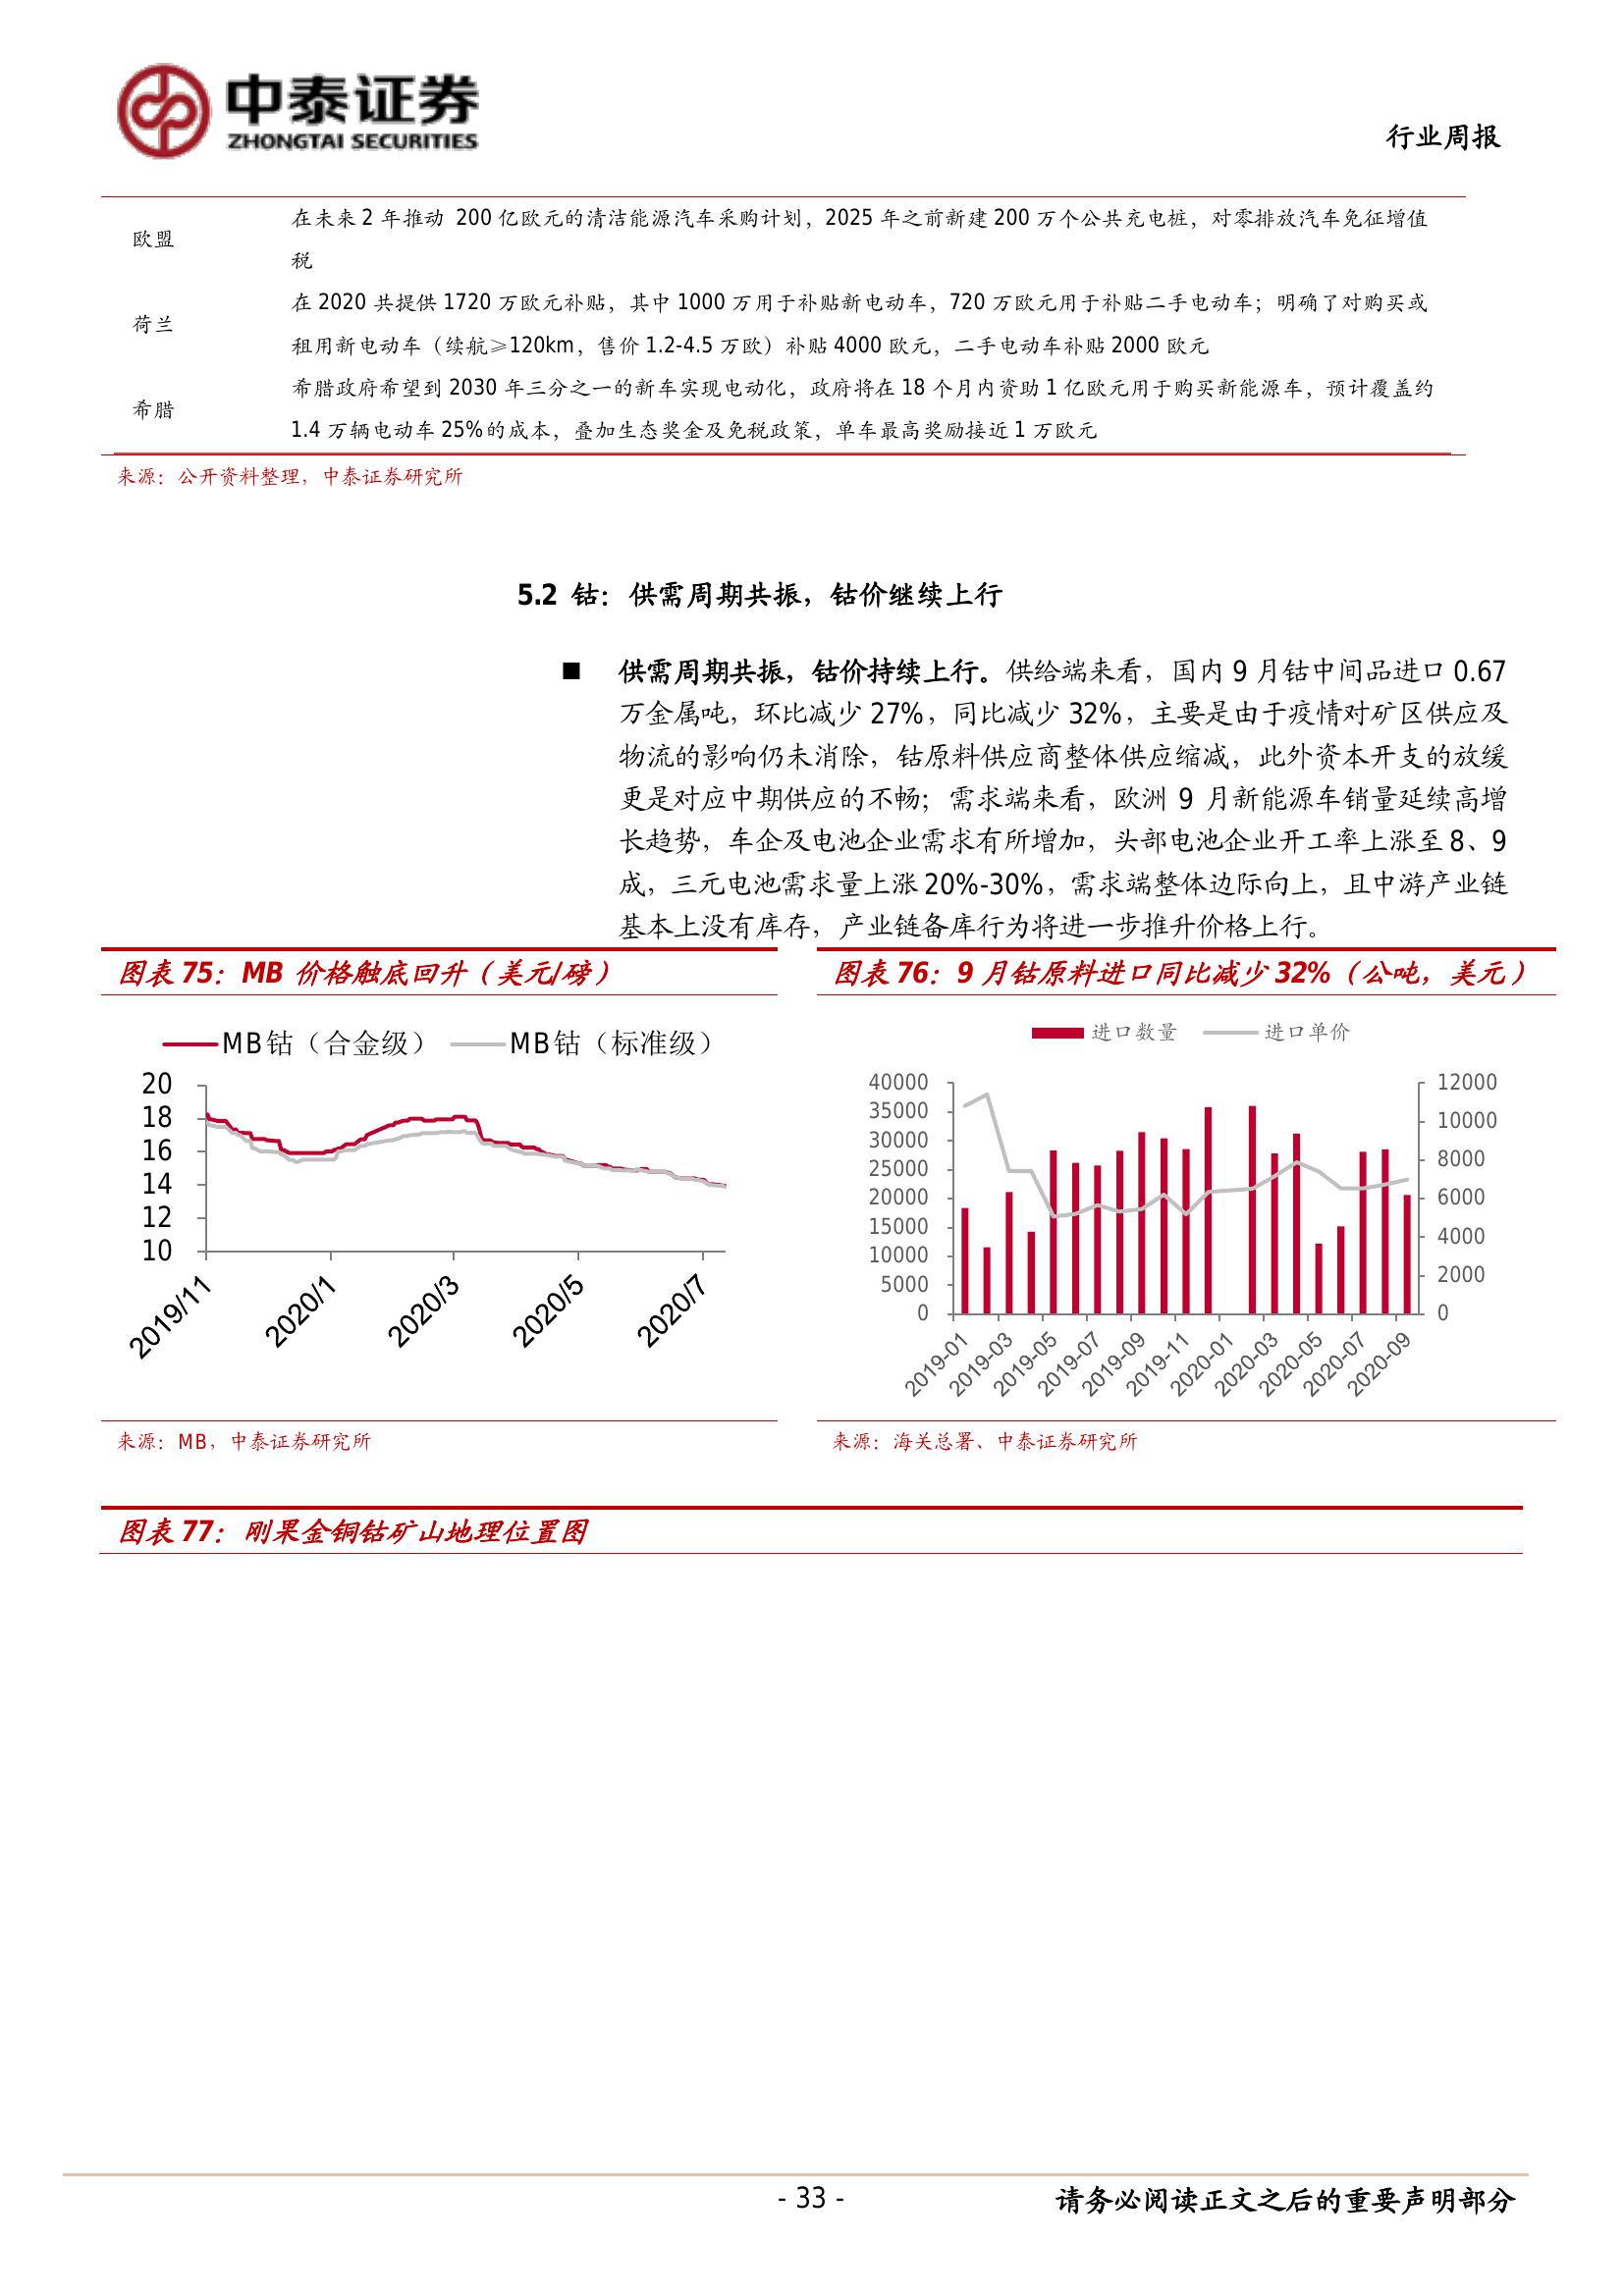 中泰证券
ZHONGTAI SECURITIES
行业周报
欧盟
在未来 2 年推动 200 亿欧元的清洁能源汽车采购计划，2025 年之前新建 200 万个公共充电桩，对零排放汽车免征增值
税
荷兰
在 2020 共提供 1720 万欧元补贴，其中 1000 万用于补贴新电动车，720 万欧元用于补贴二手电动车；明确了对购买或
租用新电动车（续航≥120km，售价 1.2-4.5 万欧）补贴 4000 欧元，二手电动车补贴 2000 欧元
希腊
希腊政府希望到 2030 年三分之一的新车实现电动化，政府将在 18 个月内资助 1 亿欧元用于购买新能源车，预计覆盖约
1.4 万辆电动车 25%的成本，叠加生态奖金及免税政策，单车最高奖励接近 1 万欧元
来源：公开资料整理，中泰证券研究所
5.2 钴：供需周期共振，钴价继续上行
■ 供需周期共振，钴价持续上行。供给端来看，国内 9 月钴中间品进口 0.67
万金属吨，环比减少 27%，同比减少 32%，主要是由于疫情对矿区供应及
物流的影响仍未消除，钴原料供应商整体供应缩减，此外资本开支的放缓
更是对应中期供应的不畅；需求端来看，欧洲 9 月新能源车销量延续高增
长趋势，车企及电池企业需求有所增加，头部电池企业开工率上涨至 8、9
成，三元电池需求量上涨 20%-30%，需求端整体边际向上，且中游产业链
基本上没有库存，产业链备库行为将进一步推升价格上行。
图表 75：MB 价格触底回升（美元/磅）
MB钴（合金级） MB钴（标准级）
20
18
16
14
12
10
2019/11 2020/1 2020/3 2020/5 2020/7
来源：MB，中泰证券研究所
图表 76：9 月钴原料进口同比减少 32%（公吨，美元）
进口数量 进口单价
40000
35000
30000
25000
20000
15000
10000
5000
0
12000
10000
8000
6000
4000
2000
0
2019-01 2019-03 2019-05 2019-07 2019-09 2019-11 2020-01 2020-03 2020-05 2020-07 2020-09
来源：海关总署、中泰证券研究所
图表 77：刚果金铜钴矿山地理位置图
- 33 -
请务必阅读正文之后的重要声明部分